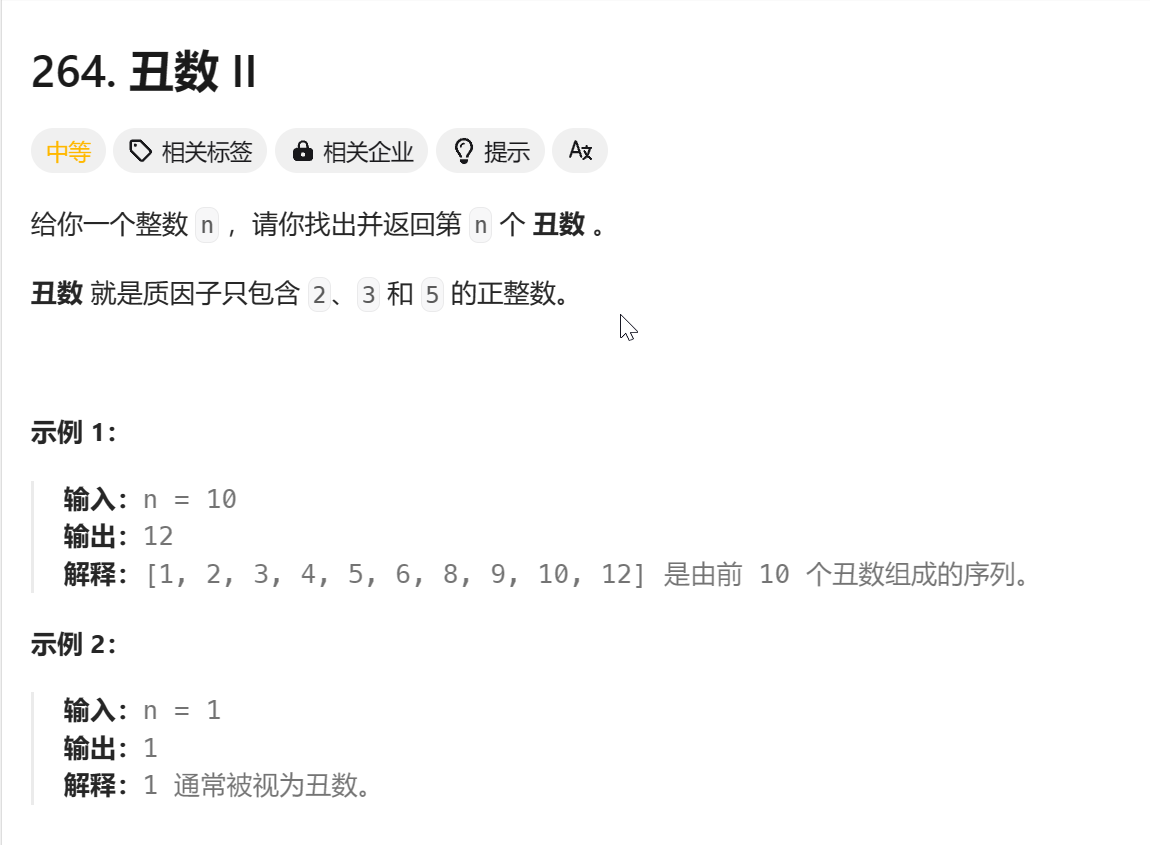 264. 丑数 II
中等 相关标签 相关企业 提示 A文
给你一个整数 n ，请你找出并返回第 n 个 丑数 。
丑数 就是质因子只包含 2、3 和 5 的正整数。
示例 1：
输入：n = 10
输出：12
解释：[1, 2, 3, 4, 5, 6, 8, 9, 10, 12] 是由前 10 个丑数组成的序列。
示例 2：
输入：n = 1
输出：1
解释：1 通常被视为丑数。